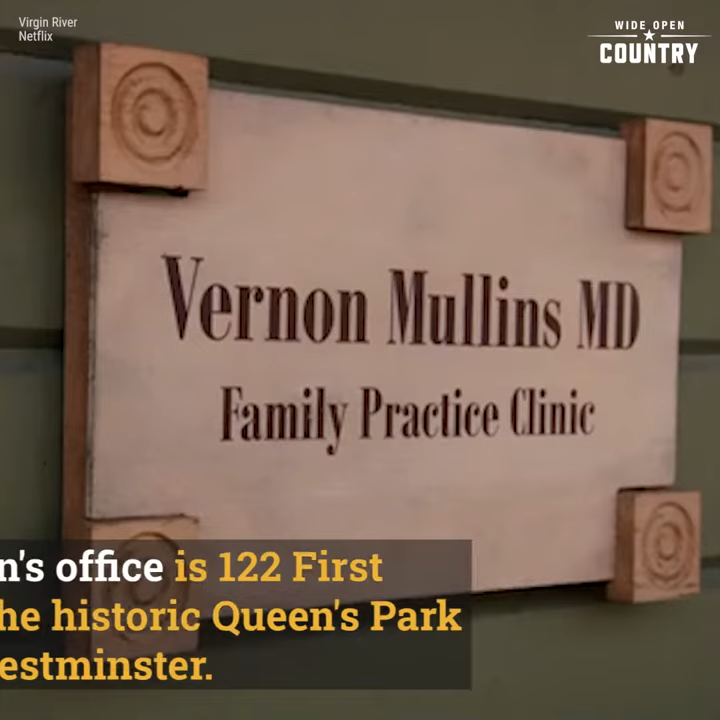 Virgin River
Netflix
WIDE OPEN
COUNTRY
Vernon Mullins MD
Family Practice Clinic
n's office is 122 First
he historic Queen's Park
estminster.